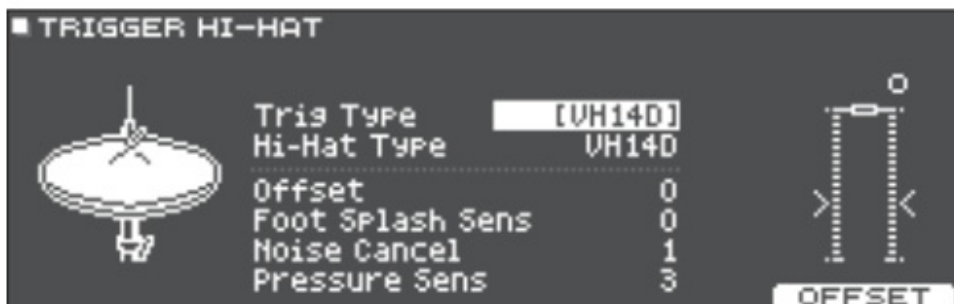 TRIGGER HI-HAT
Trig Type [VH14D]
Hi-Hat Type VH14D
Offset 0
Foot Splash Sens 0
Noise Cancel 1
Pressure Sens 3
OFFSET